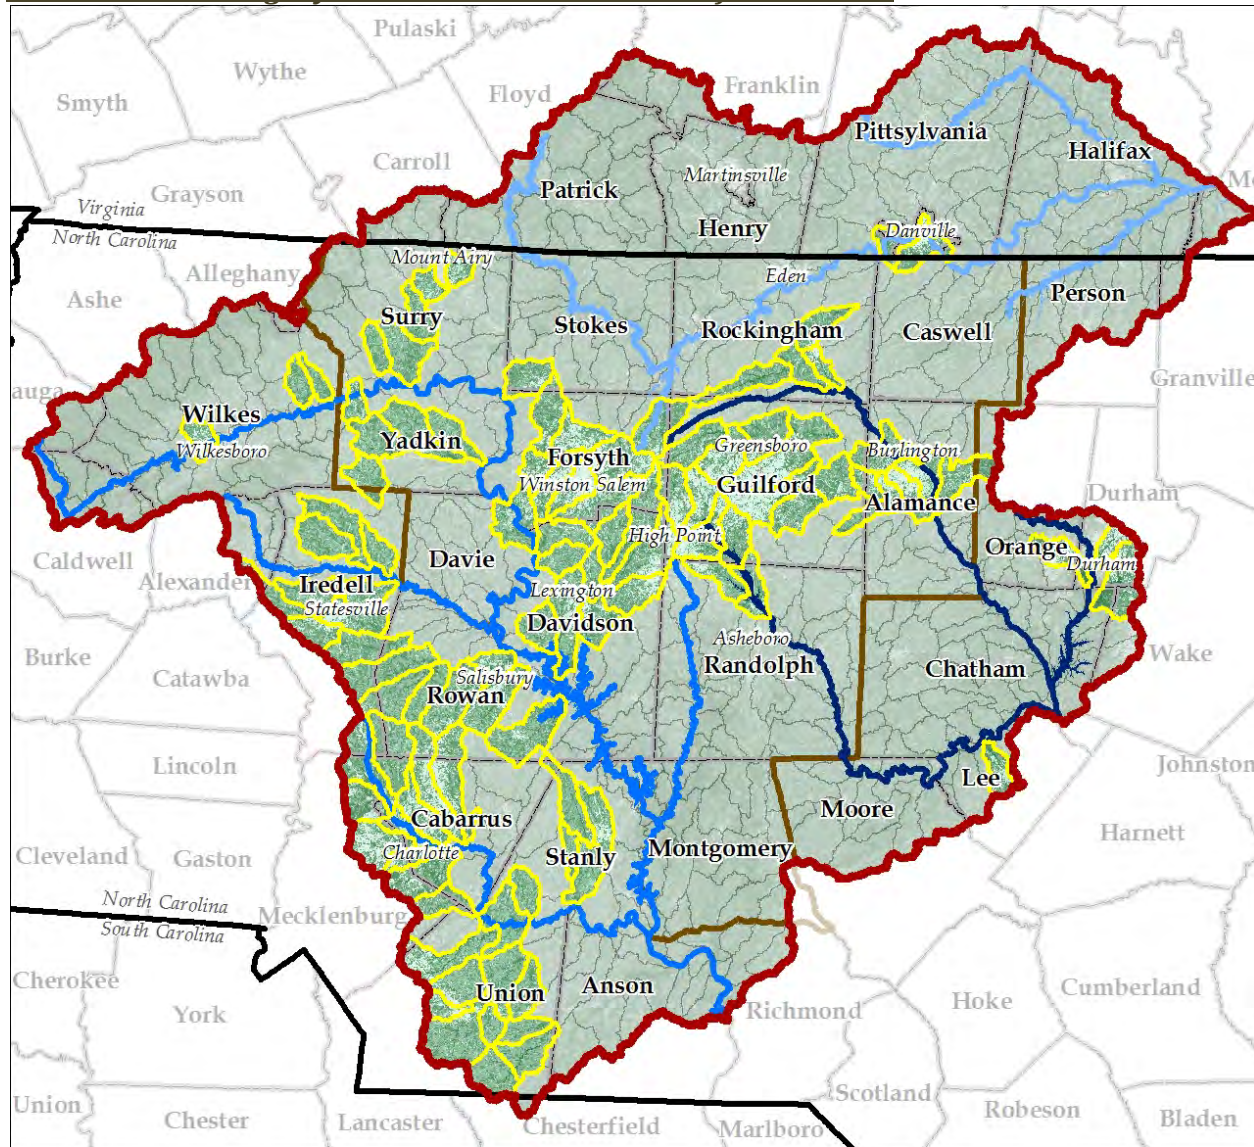 Pulaski
Wythe
Franklin
Floyd
Smyth
Pittsylvania
Halifax
Carroll
Martinsville
Patrick
Grayson
Virginia
Henry
Danville
North Carolina
Mount Airy
Alleghany
Eden
Ashe
Person
Surry
Stokes
Rockingham
Caswell
Granville
Wilkes
Yadkin
Wilkesboro
Greensboro
Burlington
Forsyth
Winston Salem
Guilford
Durham
Alamance
High Point
Orange
Davie
Durham
Caldwell
Alexander
Iredell
Lexington
Statesville
Davidson
Asheboro
Burke
Randolph
Chatham
Wake
Catawba
Salisbury
Rowan
Lincoln
Johnston
Lee
Moore
Cabarrus
Harnett
Charlotte
Stanly
Montgomery
Cleveland
Gaston
North Carolina
Mecklenburg
South Carolina
Cherokee
Union
Anson
Cumberland
Hoke
York
Richmond
Scotland
Union
Chester
Lancaster
Chesterfield
Marlboro
Robeson
Bladen